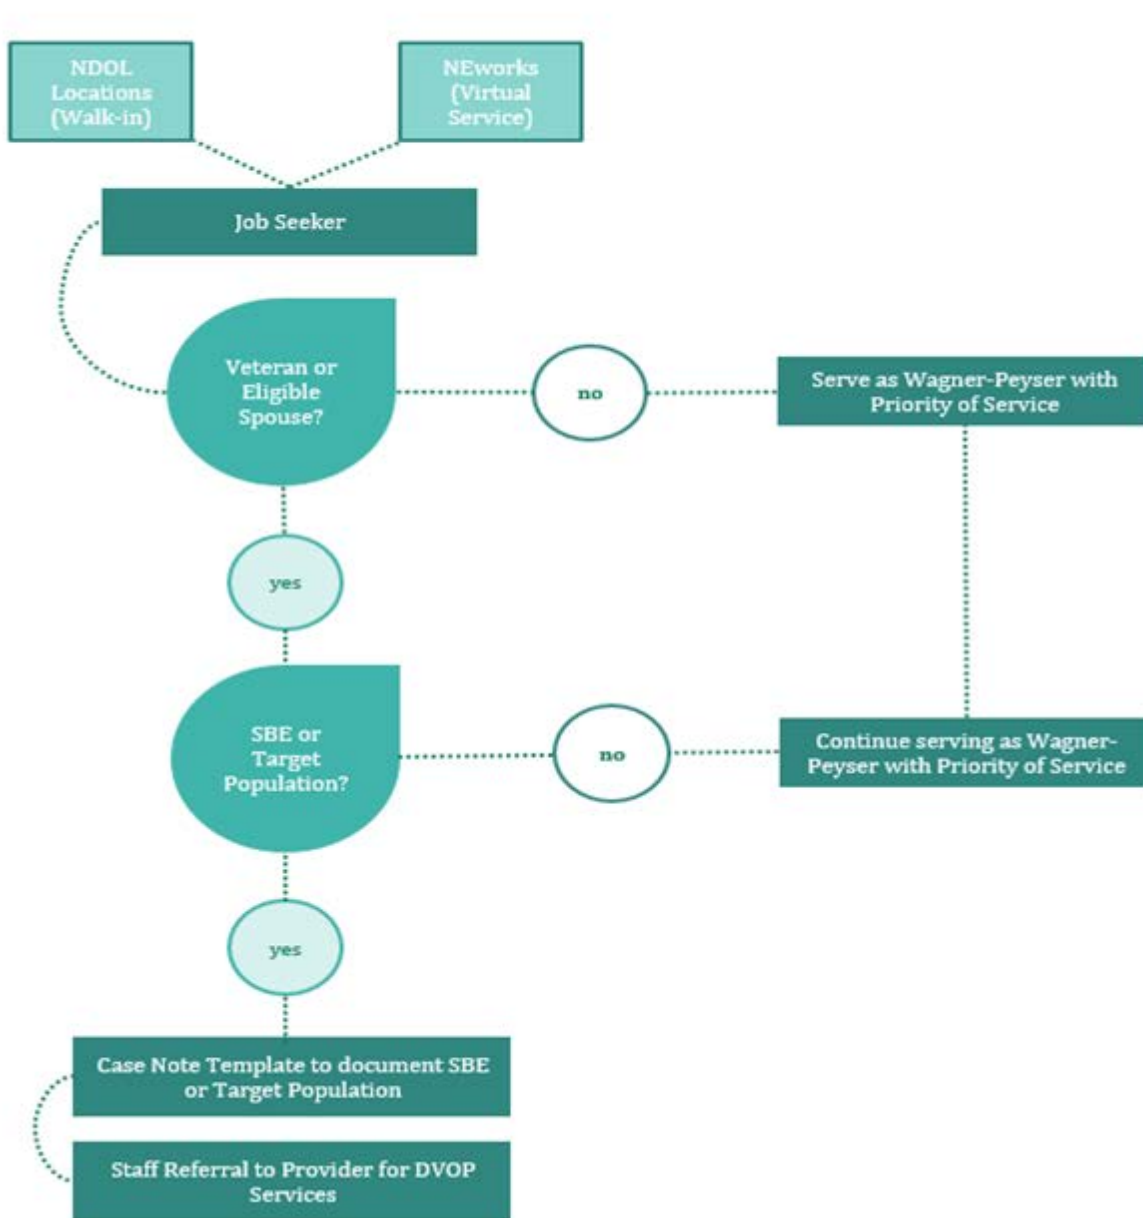 NDOL
Locations
(Walk-in)
NEworks
(Virtual
Service)
Job Seeker
Veteran or
Eligible
Spouse?
no
Serve as Wagner-Peyser with
Priority of Service
yes
SBE or
Target
Population?
no
Continue serving as Wagner-
Peyser with Priority of Service
yes
Case Note Template to document SBE
or Target Population
Staff Referral to Provider for DVOP
Services